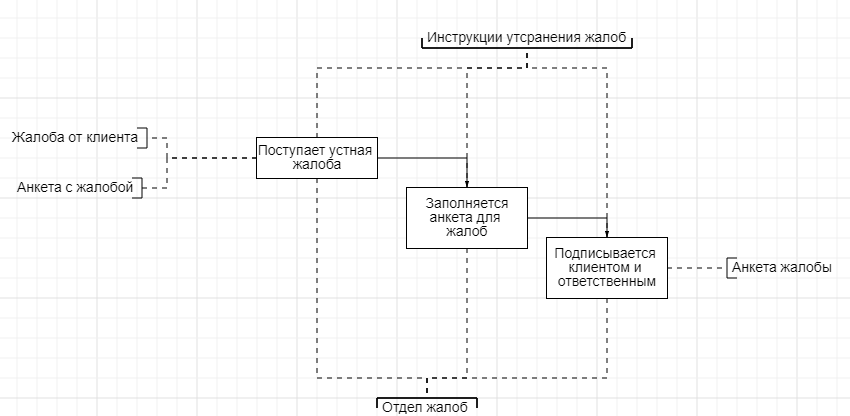 Инструкции утсранения жалоб
Жалоба от клиента
Поступает устная
жалоба
Анкета с жалобой
Заполняется
анкета для
жалоб
Подписывается
клиентом и
ответственным
Анкета жалобы
Отдел жалоб